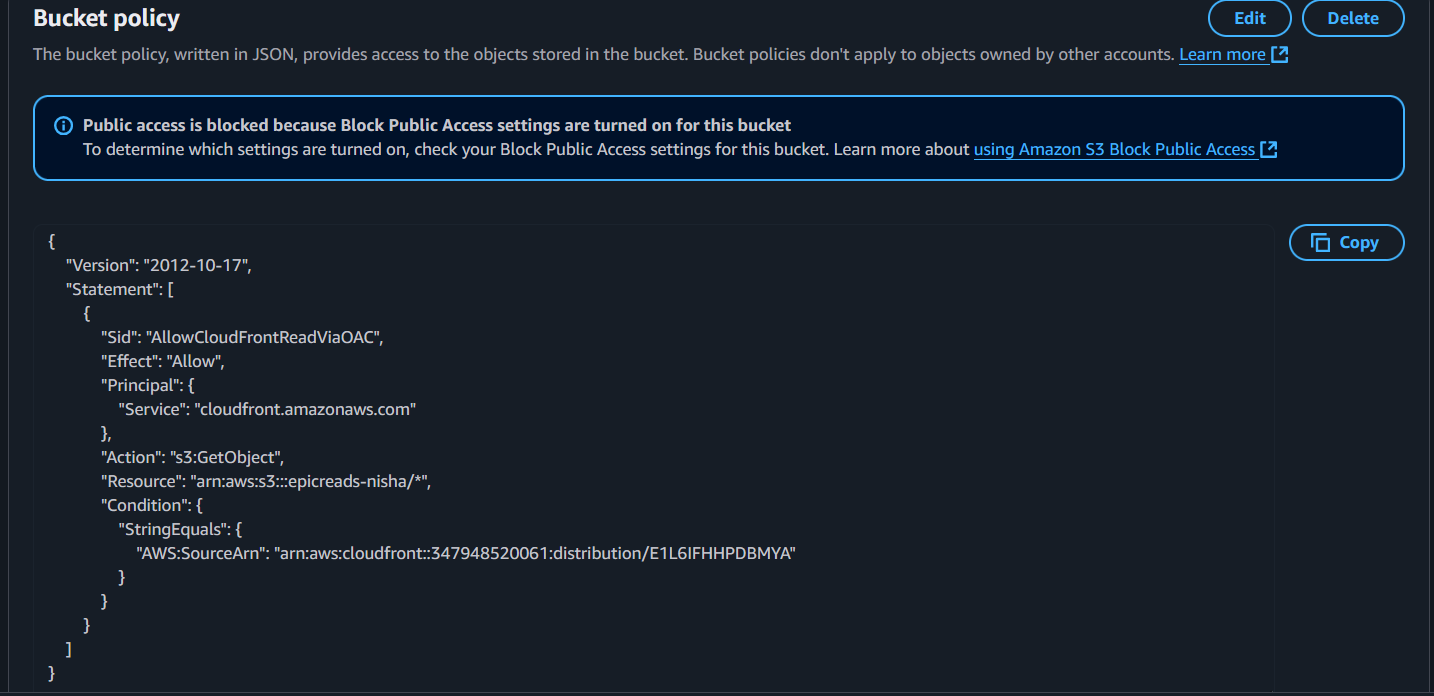 Bucket policy
Edit
Delete
The bucket policy, written in JSON, provides access to the objects stored in the bucket. Bucket policies don't apply to objects owned by other accounts. Learn more
Public access is blocked because Block Public Access settings are turned on for this bucket
To determine which settings are turned on, check your Block Public Access settings for this bucket. Learn more about using Amazon S3 Block Public Access
Copy
{
"Version": "2012-10-17",
"Statement": [
{
"Sid": "AllowCloudFrontReadViaOAC",
"Effect": "Allow",
"Principal": {
"Service": "cloudfront.amazonaws.com"
},
"Action": "s3:GetObject",
"Resource": "arn:aws:s3:::epicreads-nisha/*",
"Condition": {
"StringEquals": {
"AWS:SourceArn": "arn:aws:cloudfront::347948520061:distribution/E1L6IFHHPDBMYA"
}
}
}
]
}